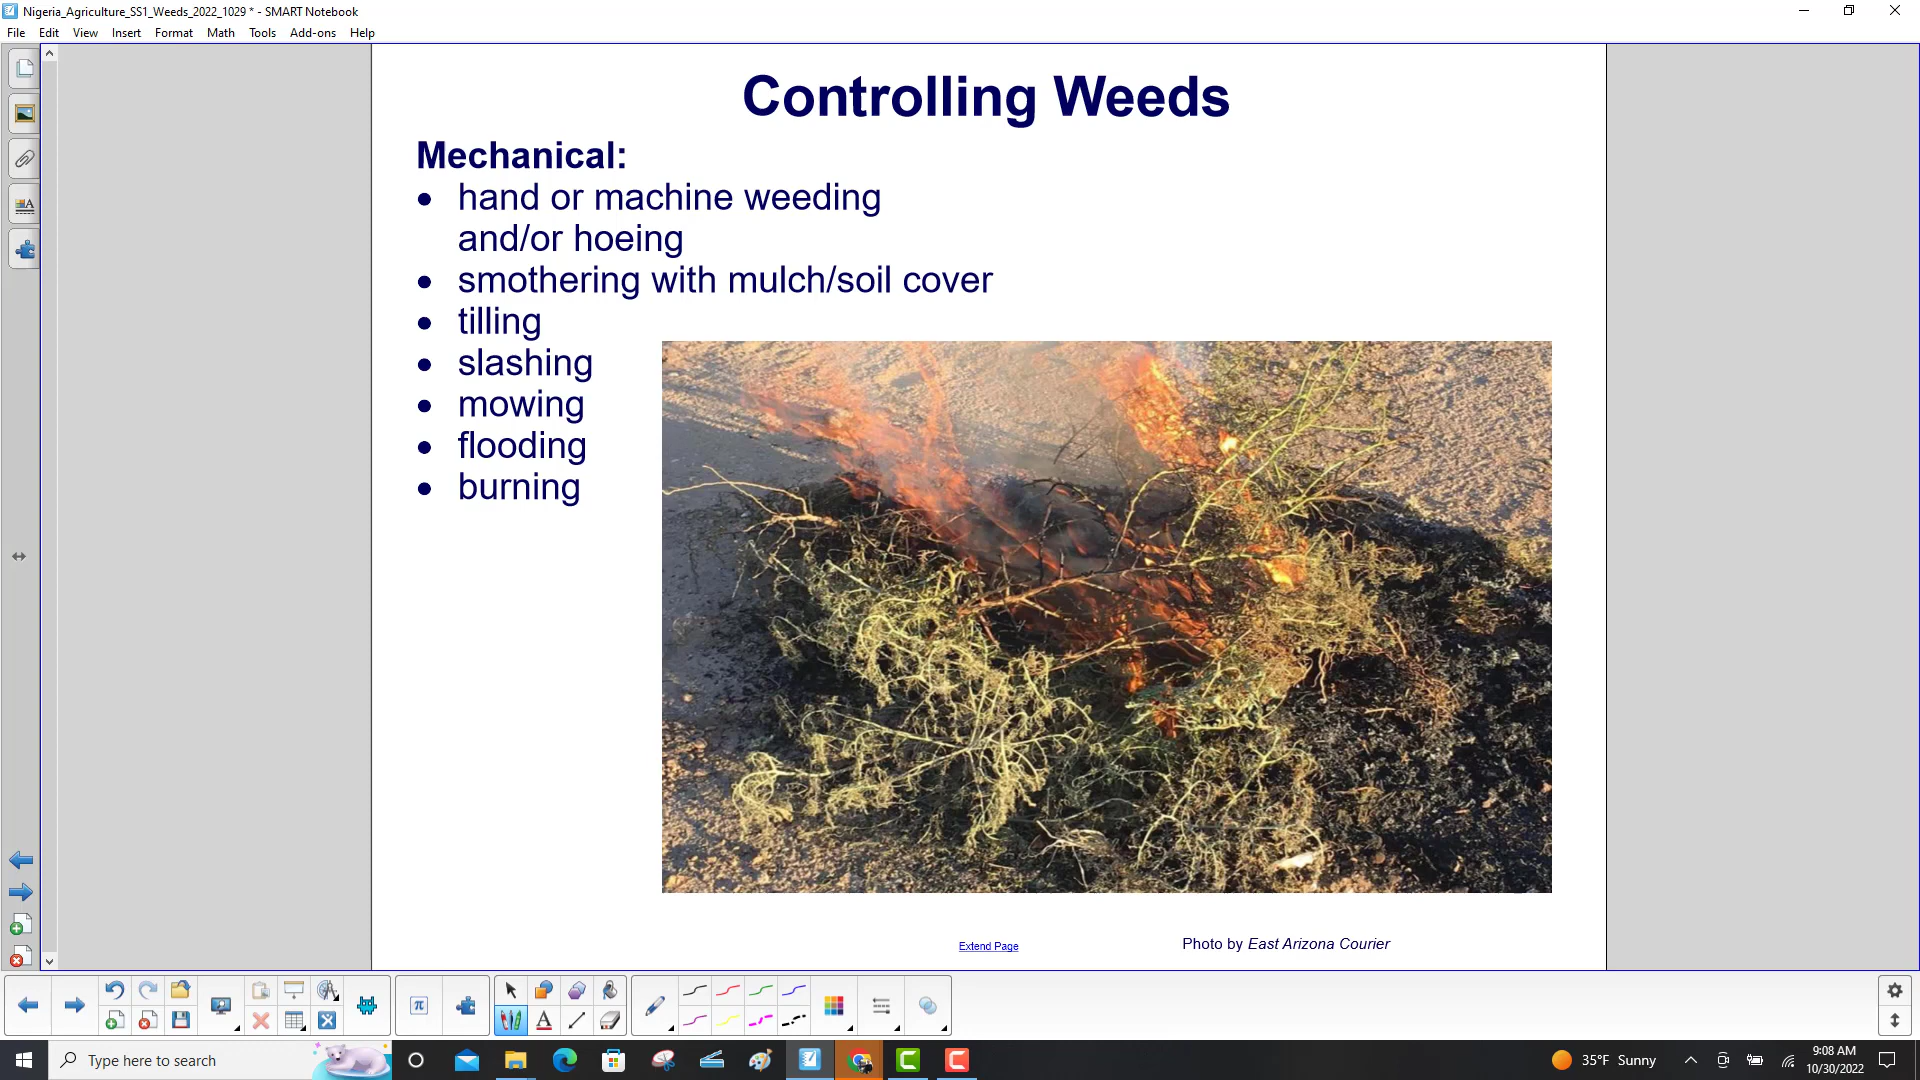 Nigeria_Agriculture_SS1_Weeds_2022_1029 * - SMART Notebook
File Edit View Insert Format Math Tools Add-ons Help
Controlling Weeds
Mechanical:
• hand or machine weeding
and/or hoeing
• smothering with mulch/soil cover
• tilling
• slashing
• mowing
• flooding
• burning
Extend Page
Photo by East Arizona Courier
Type here to search
35°F Sunny
9:08 AM
10/30/2022